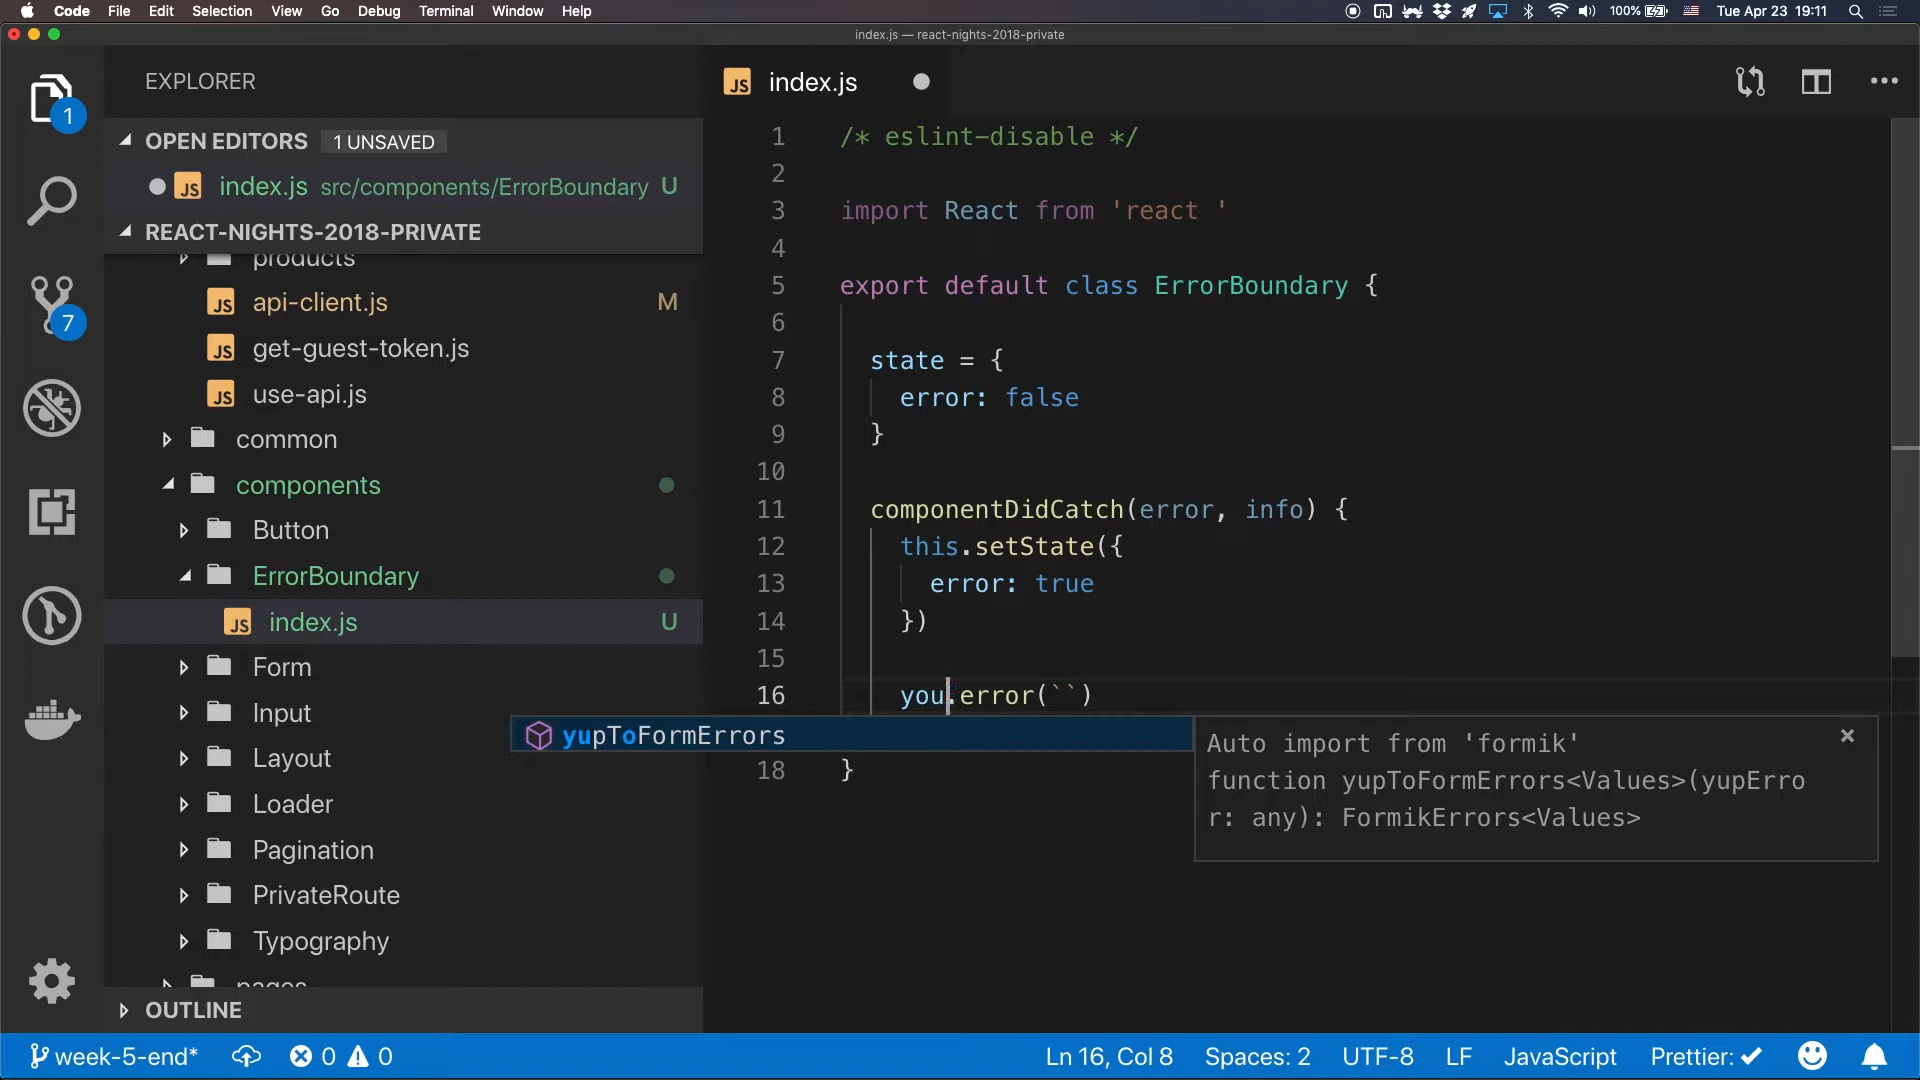 Code File Edit Selection View Go Debug Terminal Window Help 100% Tue Apr 23 19:11
index.js — react-nights-2018-private
EXPLORER
OPEN EDITORS 1 UNSAVED
JS index.js src/components/ErrorBoundary U
REACT-NIGHTS-2018-PRIVATE
products
JS api-client.js M
JS get-guest-token.js
JS use-api.js
common
components
Button
ErrorBoundary
JS index.js U
Form
Input
Layout
Loader
Pagination
PrivateRoute
Typography
pages
OUTLINE
1
7
JS index.js
1 /* eslint-disable */
2
3 import React from 'react '
4
5 export default class ErrorBoundary {
6
7 state = {
8 error: false
9 }
10
11 componentDidCatch(error, info) {
12 this.setState({
13 error: true
14 })
15
16 you.error(``)
yupToFormErrors
Auto import from 'formik'
function yupToFormErrors<Values>(yupErro
r: any): FormikErrors<Values>
18 }
week-5-end* 0 0 Ln 16, Col 8 Spaces: 2 UTF-8 LF JavaScript Prettier: ✓